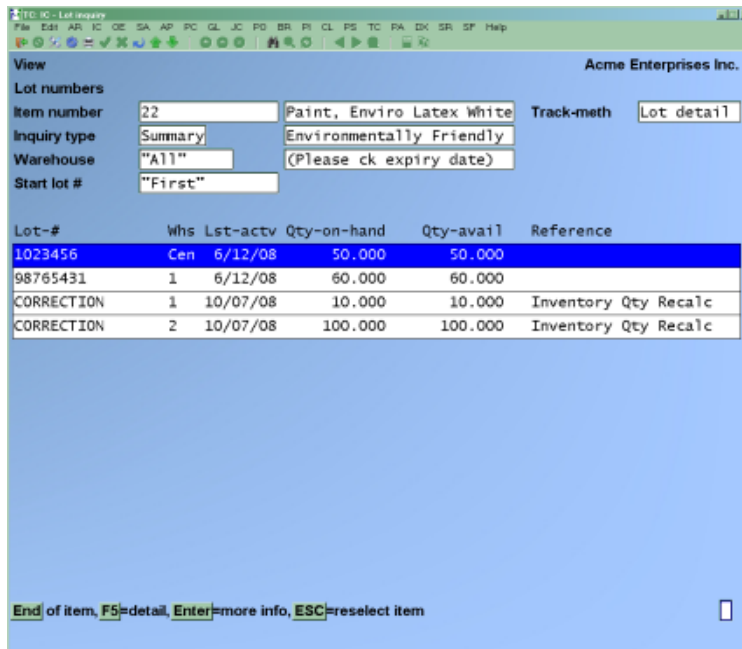 TC: IC - Lot inquiry
File Edit AR IC OE SA AP PC GL JC PO BR PI CL PS TC PA DX SR SF Help
View Acme Enterprises Inc.
Lot numbers
Item number 22 Paint, Enviro Latex White Track-meth Lot detail
Inquiry type Summary Environmentally Friendly
Warehouse "All" (Please ck expiry date)
Start lot # "First"
Lot-# Whs Lst-actv Qty-on-hand Qty-avail Reference
1023456 Cen 6/12/08 50.000 50.000
98765431 1 6/12/08 60.000 60.000
CORRECTION 1 10/07/08 10.000 10.000 Inventory Qty Recalc
CORRECTION 2 10/07/08 100.000 100.000 Inventory Qty Recalc
End of item, F5=detail, Enter=more info, ESC=reselect item